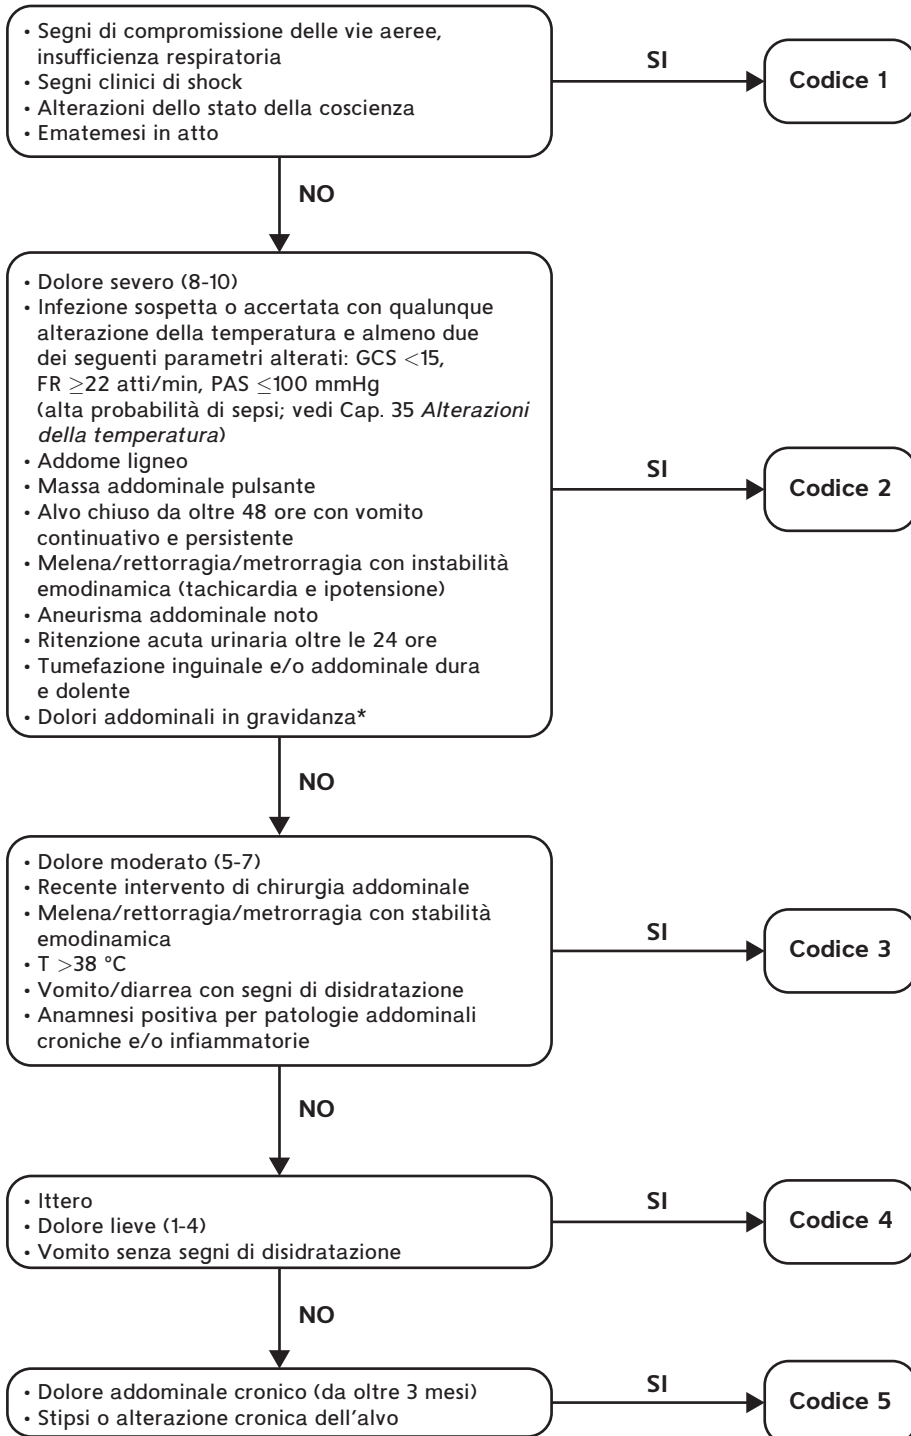 • Segni di compromissione delle vie aeree,
insufficienza respiratoria
• Segni clinici di shock
• Alterazioni dello stato della coscienza
• Ematemesi in atto
SI
Codice 1
NO
• Dolore severo (8-10)
• Infezione sospetta o accertata con qualunque
alterazione della temperatura e almeno due
dei seguenti parametri alterati: GCS <15,
FR ≥22 atti/min, PAS ≤100 mmHg
(alta probabilità di sepsi; vedi Cap. 35 Alterazioni
della temperatura)
• Addome ligneo
• Massa addominale pulsante
• Alvo chiuso da oltre 48 ore con vomito
continuativo e persistente
• Melena/rettorragia/metrorragia con instabilità
emodinamica (tachicardia e ipotensione)
• Aneurisma addominale noto
• Ritenzione acuta urinaria oltre le 24 ore
• Tumefazione inguinale e/o addominale dura
e dolente
• Dolori addominali in gravidanza*
SI
Codice 2
NO
• Dolore moderato (5-7)
• Recente intervento di chirurgia addominale
• Melena/rettorragia/metrorragia con stabilità
emodinamica
• T >38 °C
• Vomito/diarrea con segni di disidratazione
• Anamnesi positiva per patologie addominali
croniche e/o infiammatorie
SI
Codice 3
NO
• Ittero
• Dolore lieve (1-4)
• Vomito senza segni di disidratazione
SI
Codice 4
NO
• Dolore addominale cronico (da oltre 3 mesi)
• Stipsi o alterazione cronica dell'alvo
SI
Codice 5